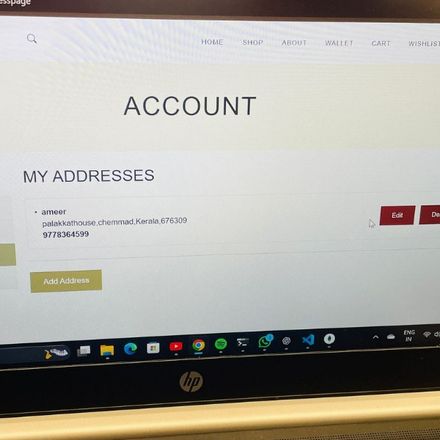 esspage
HOME SHOP ABOUT WALLET CART WISHLIST
ACCOUNT
MY ADDRESSES
• ameer
palakkathouse,chemmad,Kerala,676309
9778364599
Edit
De
Add Address
ENG
IN
hp